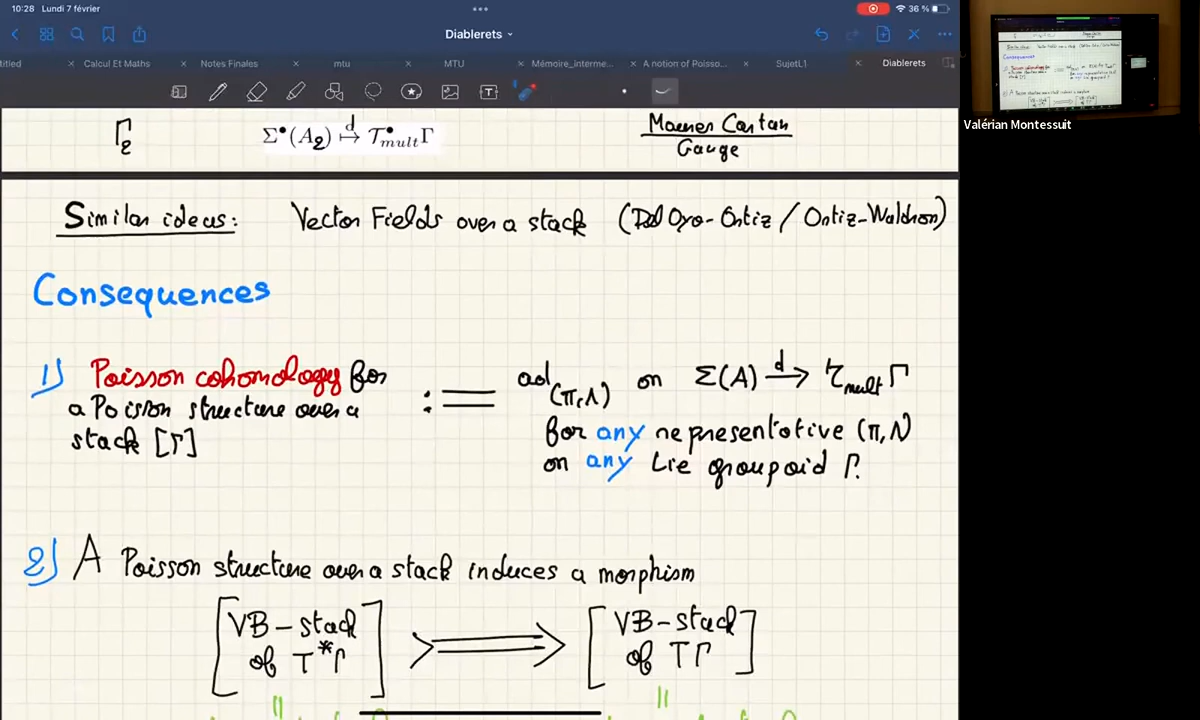 10:28 Lundi 7 février
36 %
Diablerets
titled
Calcul Et Maths
Notes Finales
mtu
MTU
Mémoire_interme...
A notion of Poisso...
SujetL1
Diablerets
Γ₂
Σ•(A₂) ↦ᵈ 𝒯•mult Γ
Maurer Cartan
Gauge
Similar ideas: Vector Fields over a stack (Del Oyo-Ortiz / Ortiz-Waldron)
Consequences
1) Poisson cohomology for
a Poisson structure over a
stack [Γ]
:= ad(π,Λ) on Σ(A) →ᵈ 𝒯mult Γ
for any representative (π,Λ)
on any Lie groupoid Γ.
2) A Poisson structure over a stack induces a morphism
[VB-stack
of T*Γ]
⟹
[VB-stack
of TΓ]
Valérian Montessuit